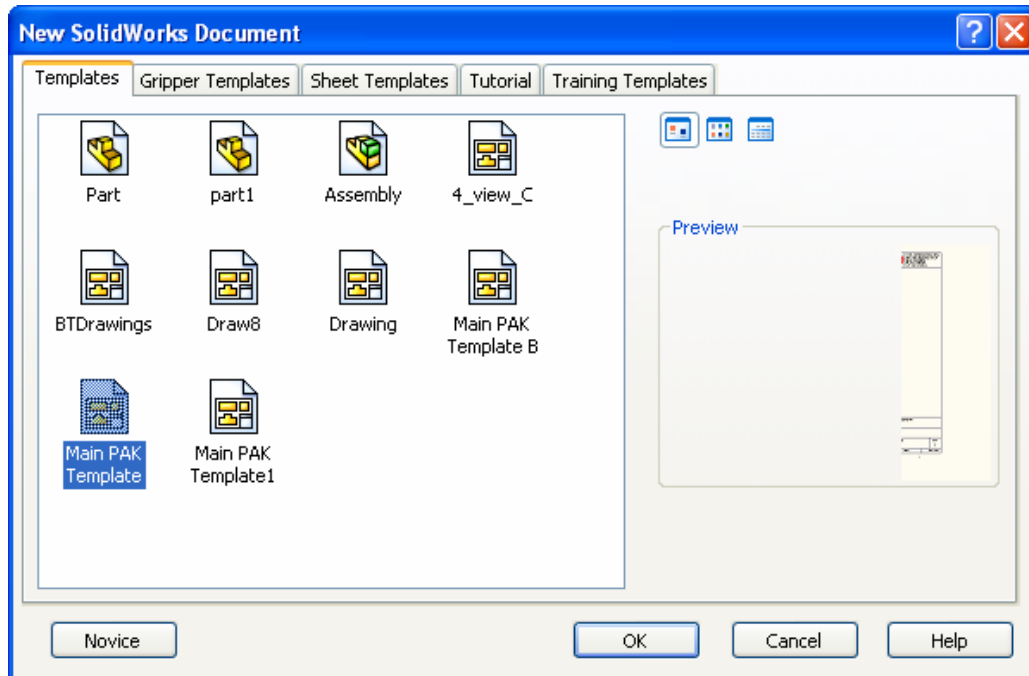 New SolidWorks Document
Templates
Gripper Templates
Sheet Templates
Tutorial
Training Templates
Part
part1
Assembly
4_view_C
Preview
BTDrawings
Draw8
Drawing
Main PAK
Template B
Main PAK
Template
Main PAK
Template1
Novice
OK
Cancel
Help